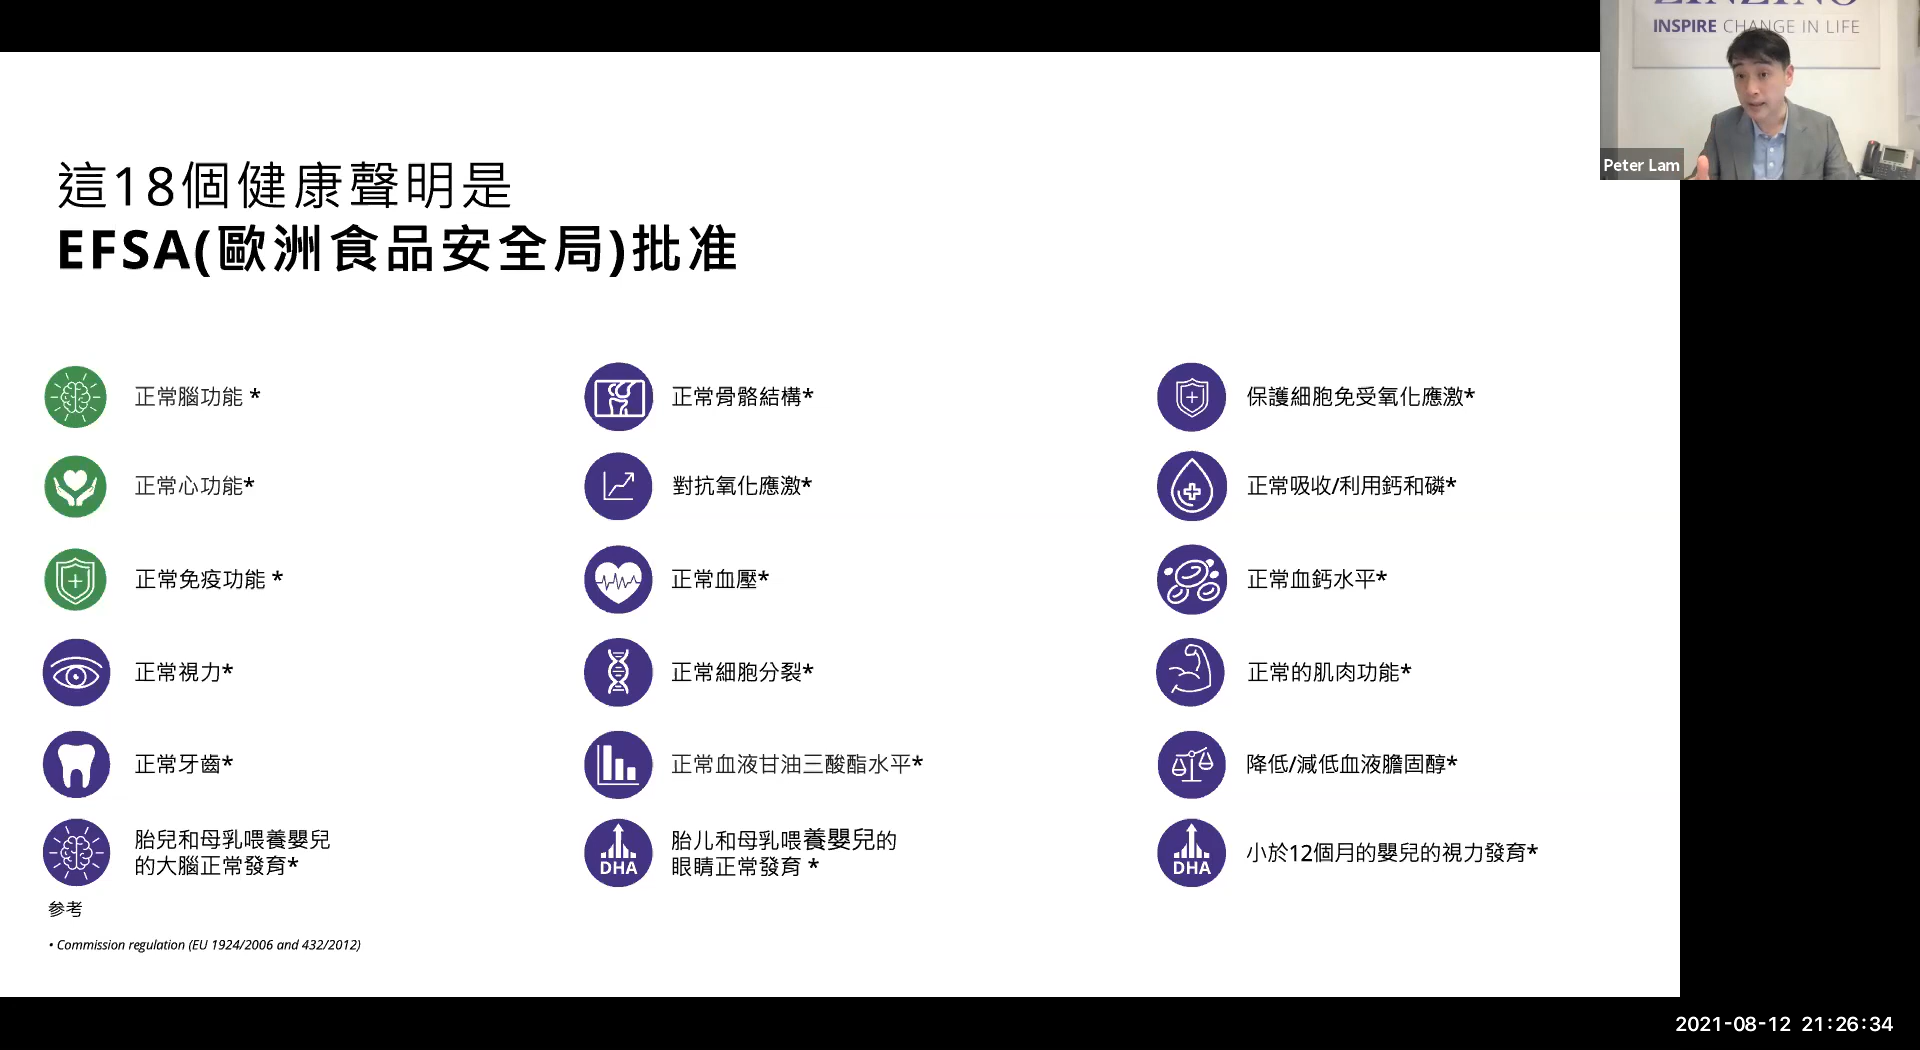 ZINZINO
INSPIRE CHANGE IN LIFE
Peter Lam
這18個健康聲明是
EFSA(歐洲食品安全局)批准
正常腦功能 *
正常骨骼結構*
保護細胞免受氧化應激*
正常心功能*
對抗氧化應激*
正常吸收/利用鈣和磷*
正常免疫功能 *
正常血壓*
正常血鈣水平*
正常視力*
正常細胞分裂*
正常的肌肉功能*
正常牙齒*
正常血液甘油三酸酯水平*
降低/減低血液膽固醇*
胎兒和母乳喂養嬰兒
的大腦正常發育*
DHA
胎儿和母乳喂養嬰兒的
眼睛正常發育 *
DHA
小於12個月的嬰兒的視力發育*
参考
• Commission regulation (EU 1924/2006 and 432/2012)
2021-08-12 21:26:34